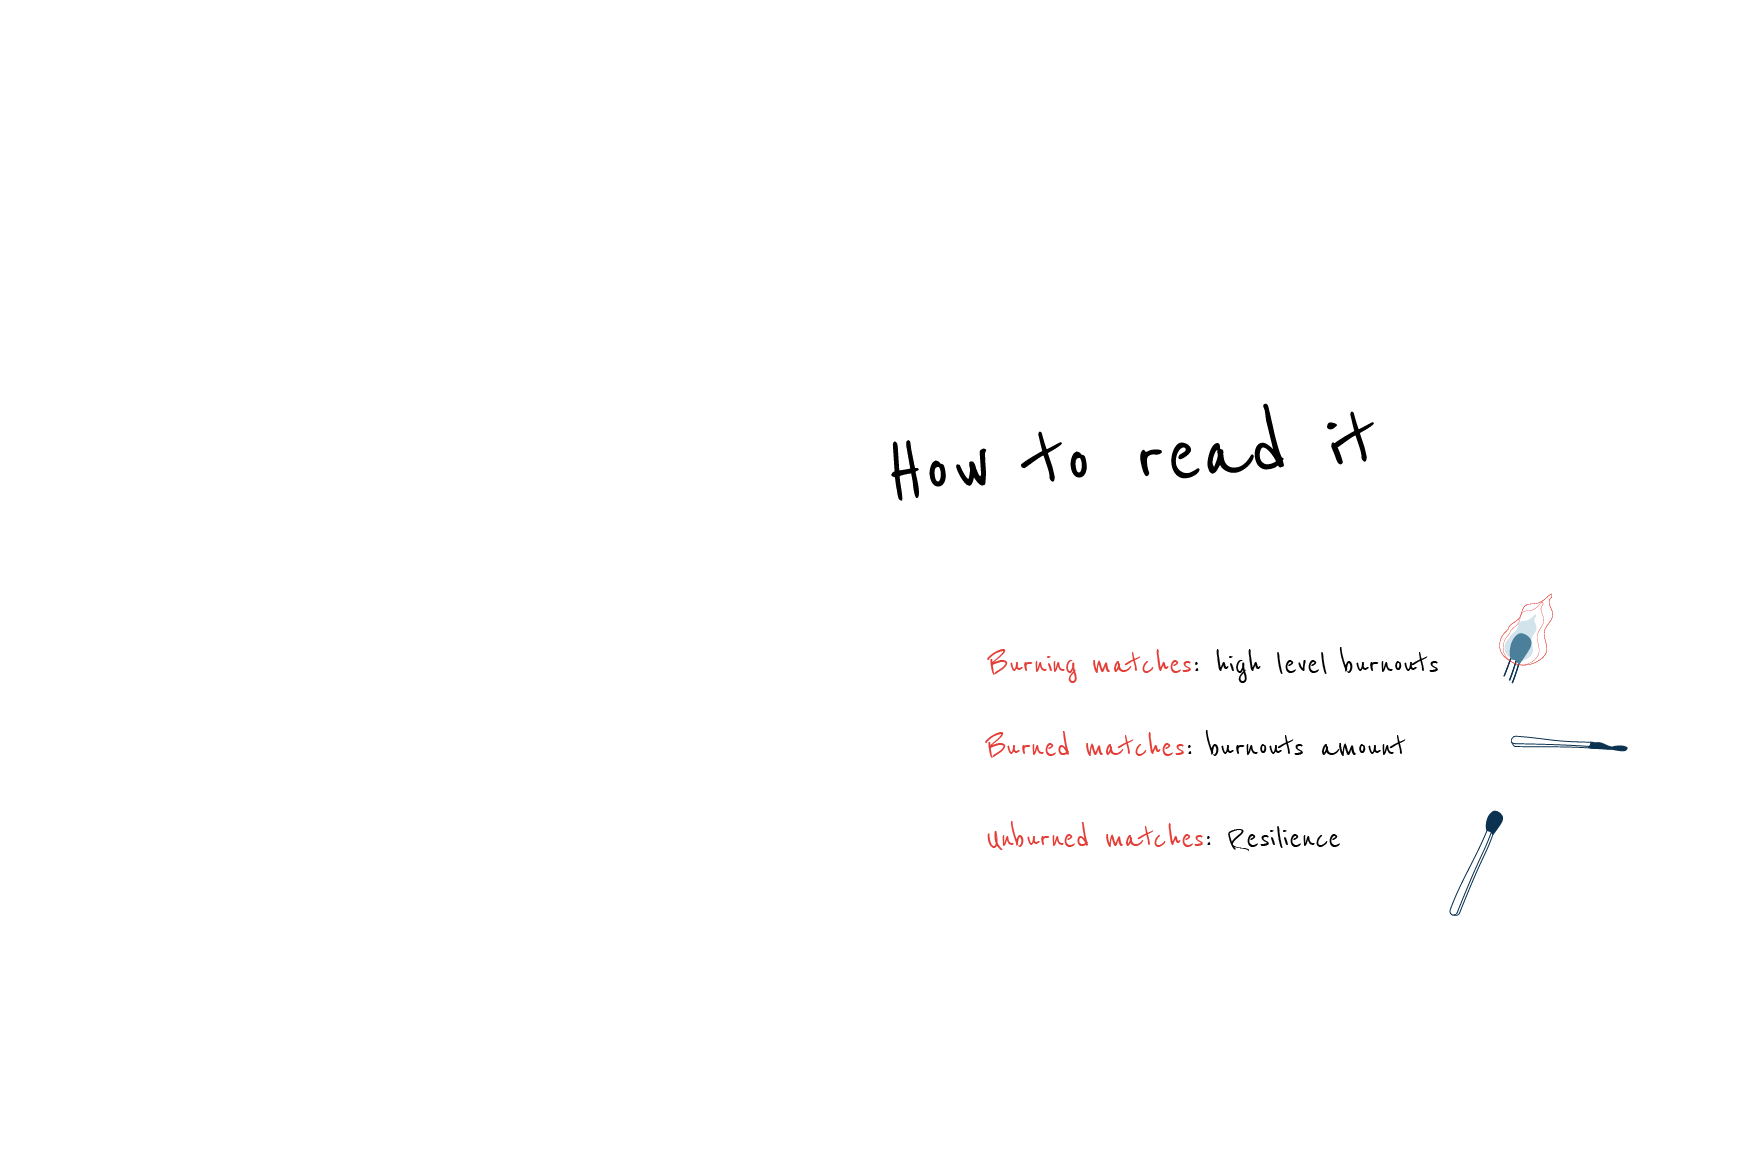 How to read it
Burning matches: high level burnouts
Burned matches: burnouts amount
Unburned matches: Resilience